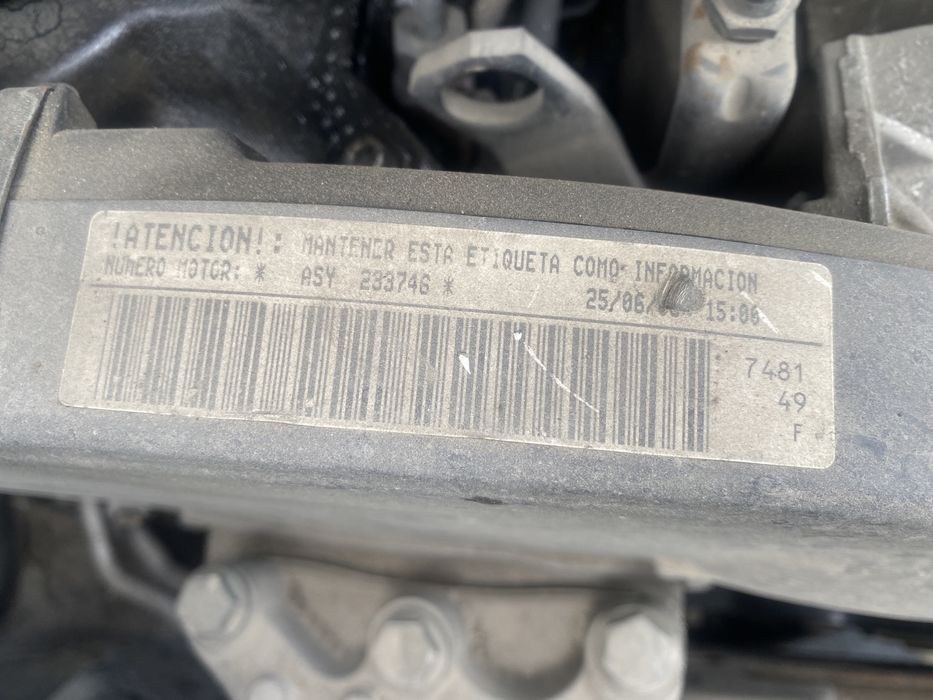 !ATENCION!: MANTENER ESTA ETIQUETA COMO INFORMACION
NUMERO MOTOR: * ASY 233746 *
15:06
7481
49
F